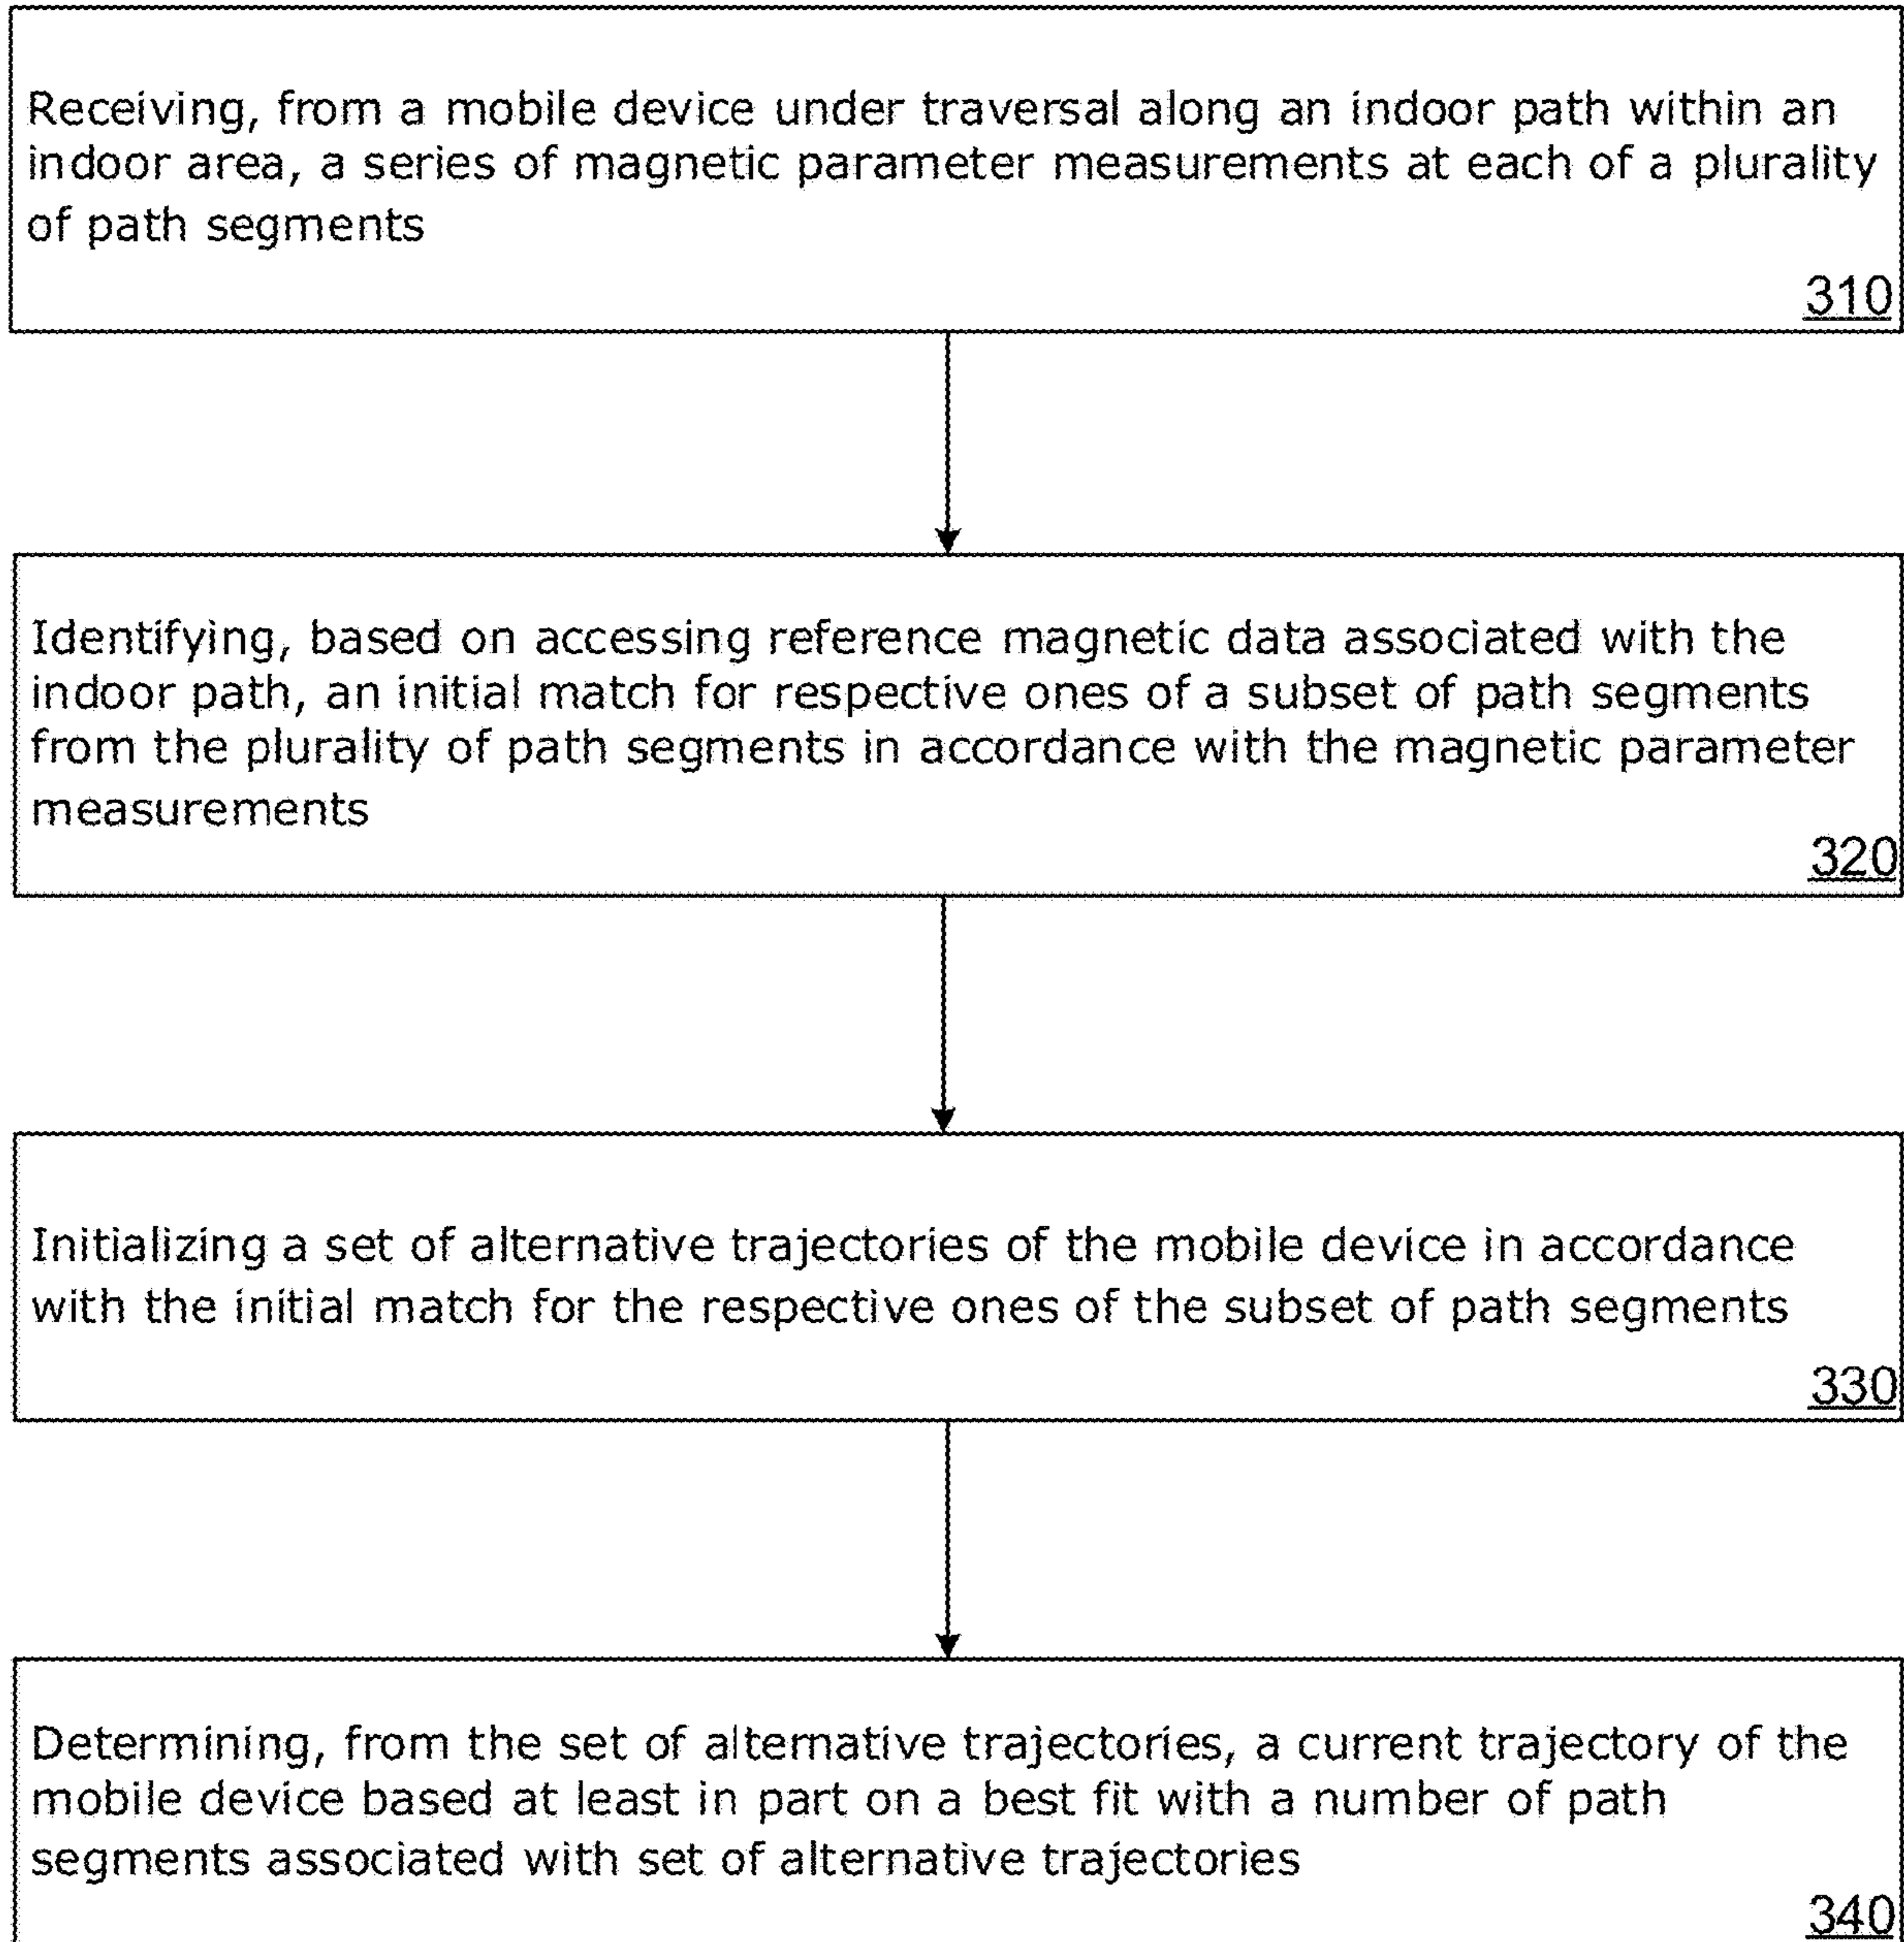 Receiving, from a mobile device under traversal along an indoor path within an
indoor area, a series of magnetic parameter measurements at each of a plurality
of path segments
310
Identifying, based on accessing reference magnetic data associated with the
indoor path, an initial match for respective ones of a subset of path segments
from the plurality of path segments in accordance with the magnetic parameter
measurements
320
Initializing a set of alternative trajectories of the mobile device in accordance
with the initial match for the respective ones of the subset of path segments
330
Determining, from the set of alternative trajectories, a current trajectory of the
mobile device based at least in part on a best fit with a number of path
segments associated with set of alternative trajectories
340